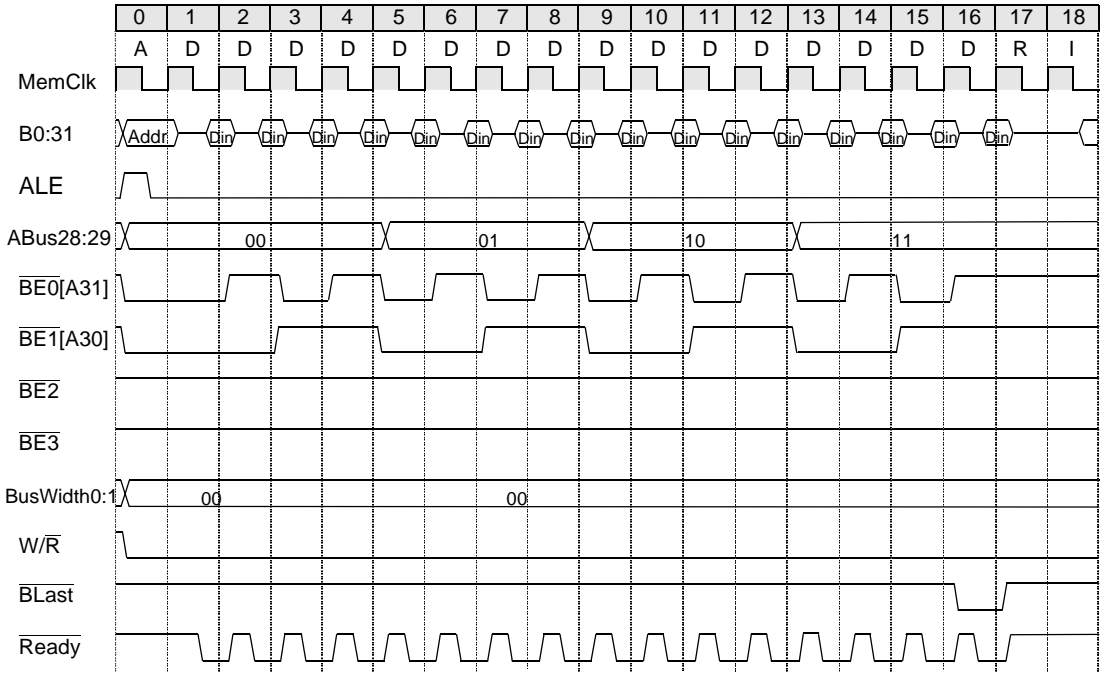 0 1 2 3 4 5 6 7 8 9 10 11 12 13 14 15 16 17 18
A D D D D D D D D D D D D D D D D R I
MemClk
B0:31 Addr Din Din Din Din Din Din Din Din Din Din Din Din Din Din Din Din
ALE
ABus28:29 00 01 10 11
BE0[A31]
BE1[A30]
BE2
BE3
BusWidth0:1 00 00
W/R
BLast
Ready